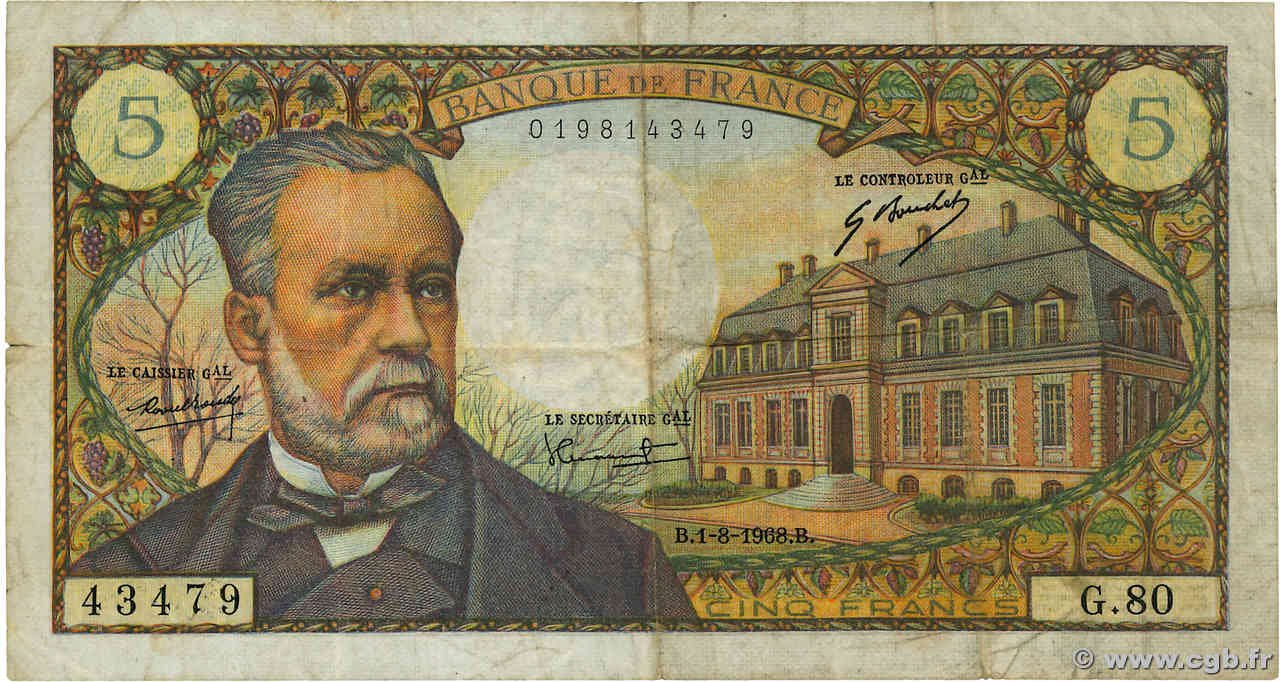 BANQUE DE FRANCE
5
5
0198143479
LE CONTROLEUR GAL
G Bouchet
LE CAISSIER GAL
LE SECRÉTAIRE GAL
B.1-8-1968.B.
43479
CINQ FRANCS
G.80
© www.cgb.fr